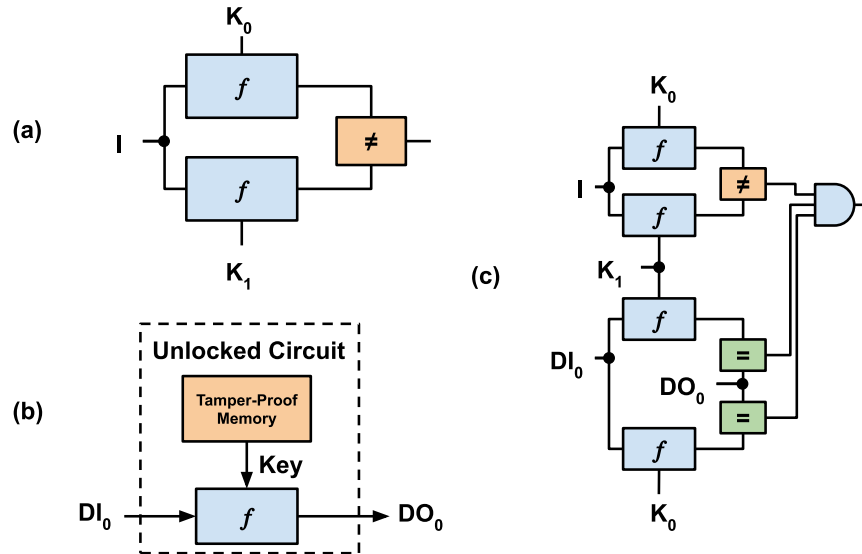 (a)
K0
f
I
≠
f
K1
(b)
Unlocked Circuit
Tamper-Proof
Memory
Key
DI0
f
DO0
(c)
K0
f
I
≠
f
K1
f
DI0
=
DO0
=
f
K0